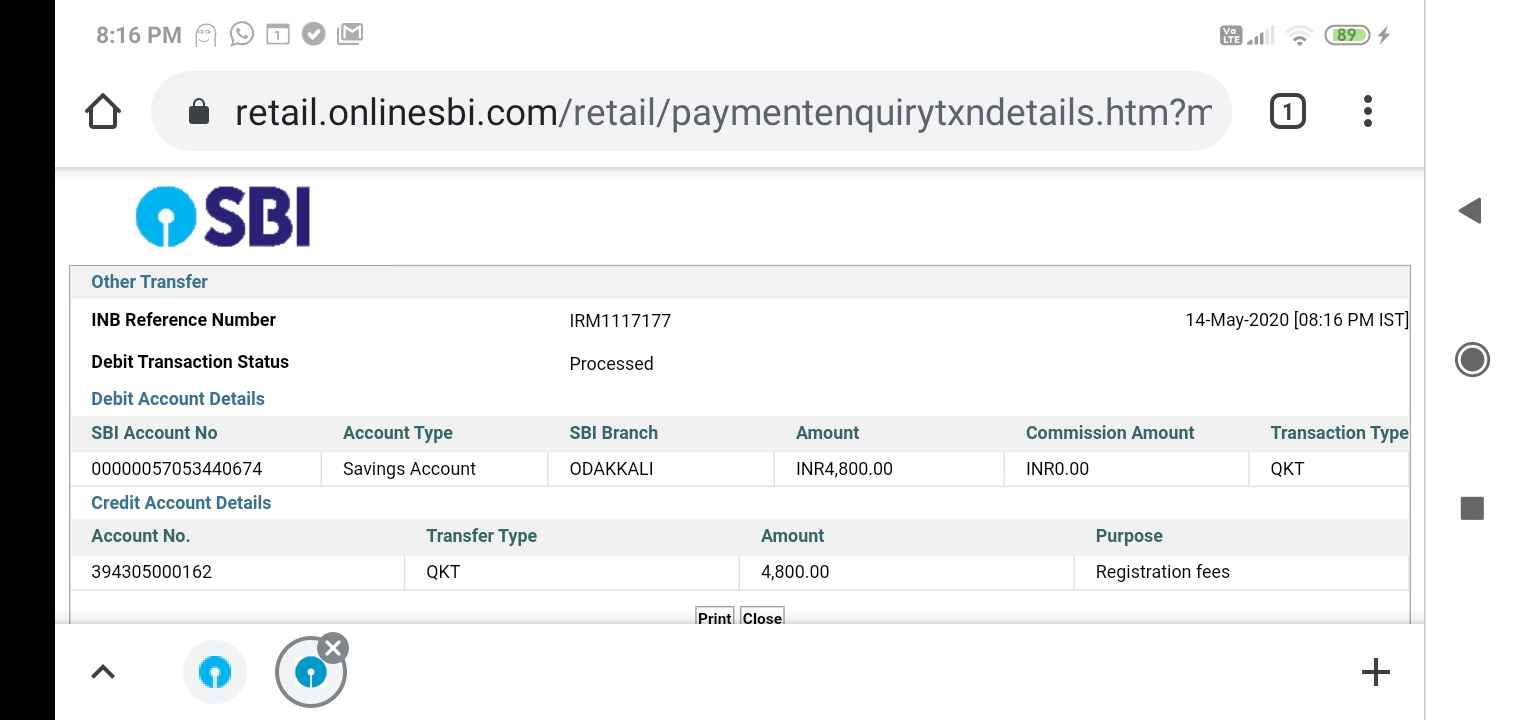 8:16 PM 1 Vo LTE 89
retail.onlinesbi.com/retail/paymentenquirytxndetails.htm?m 1
SBI
Other Transfer
INB Reference Number IRM1117177 14-May-2020 [08:16 PM IST]
Debit Transaction Status Processed
Debit Account Details
SBI Account No Account Type SBI Branch Amount Commission Amount Transaction Type
00000057053440674 Savings Account ODAKKALI INR4,800.00 INR0.00 QKT
Credit Account Details
Account No. Transfer Type Amount Purpose
394305000162 QKT 4,800.00 Registration fees
Print Close